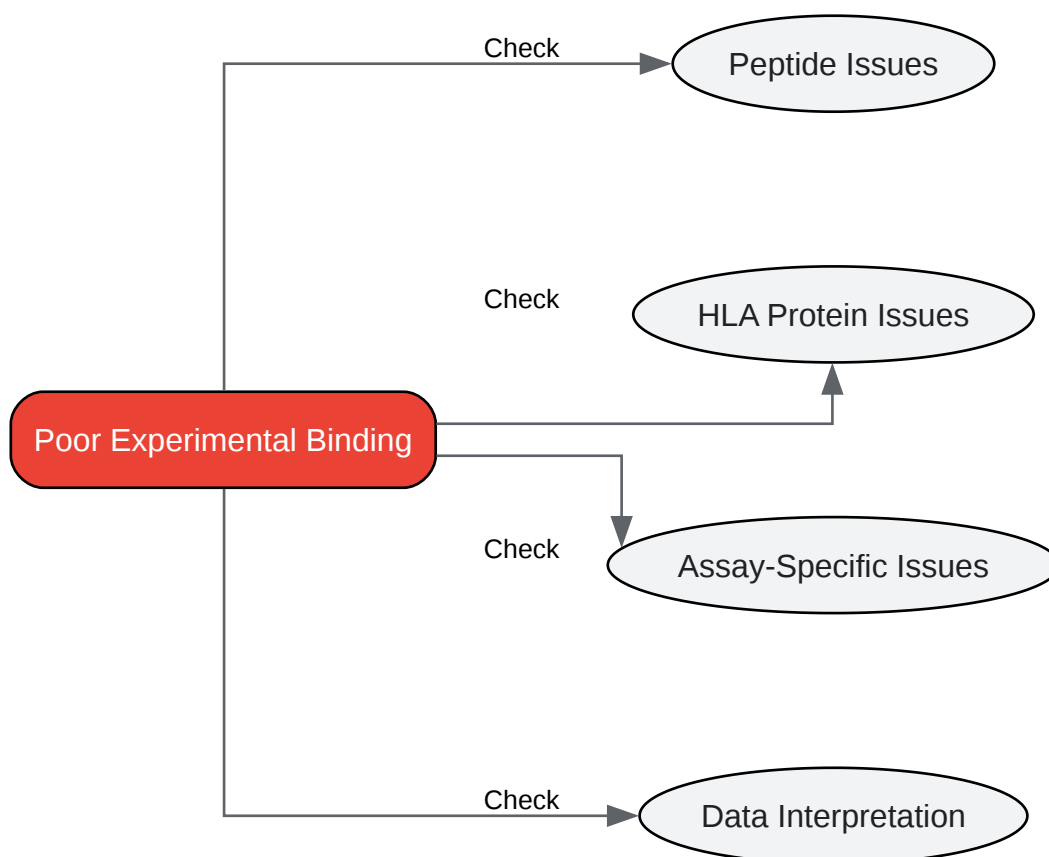 Check
Peptide Issues
Check
HLA Protein Issues
Poor Experimental Binding
Check
Assay-Specific Issues
Check
Data Interpretation